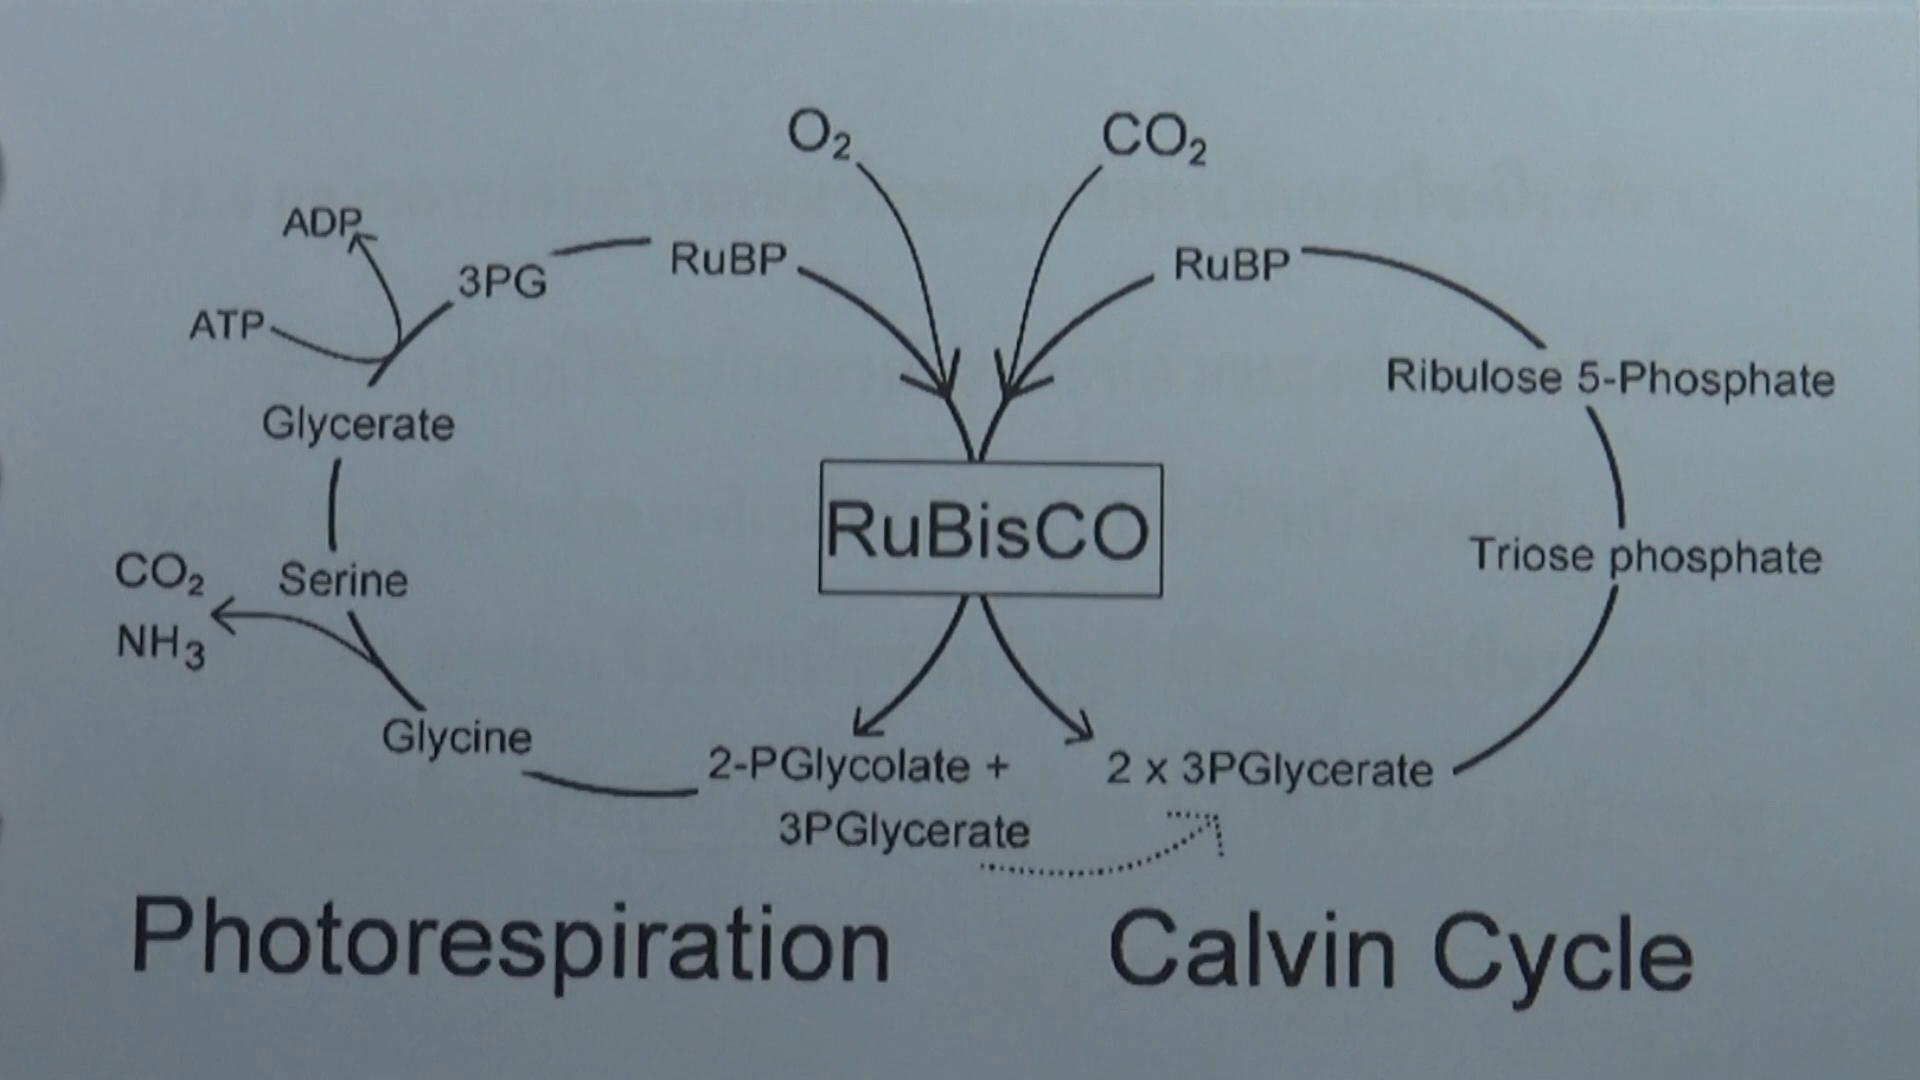 O₂
CO₂
ADP
3PG
RuBP
RuBP
ATP
Ribulose 5-Phosphate
Glycerate
RuBisCO
Triose phosphate
CO₂
Serine
NH₃
Glycine
2-PGlycolate +
2 x 3PGlycerate
3PGlycerate
Photorespiration
Calvin Cycle